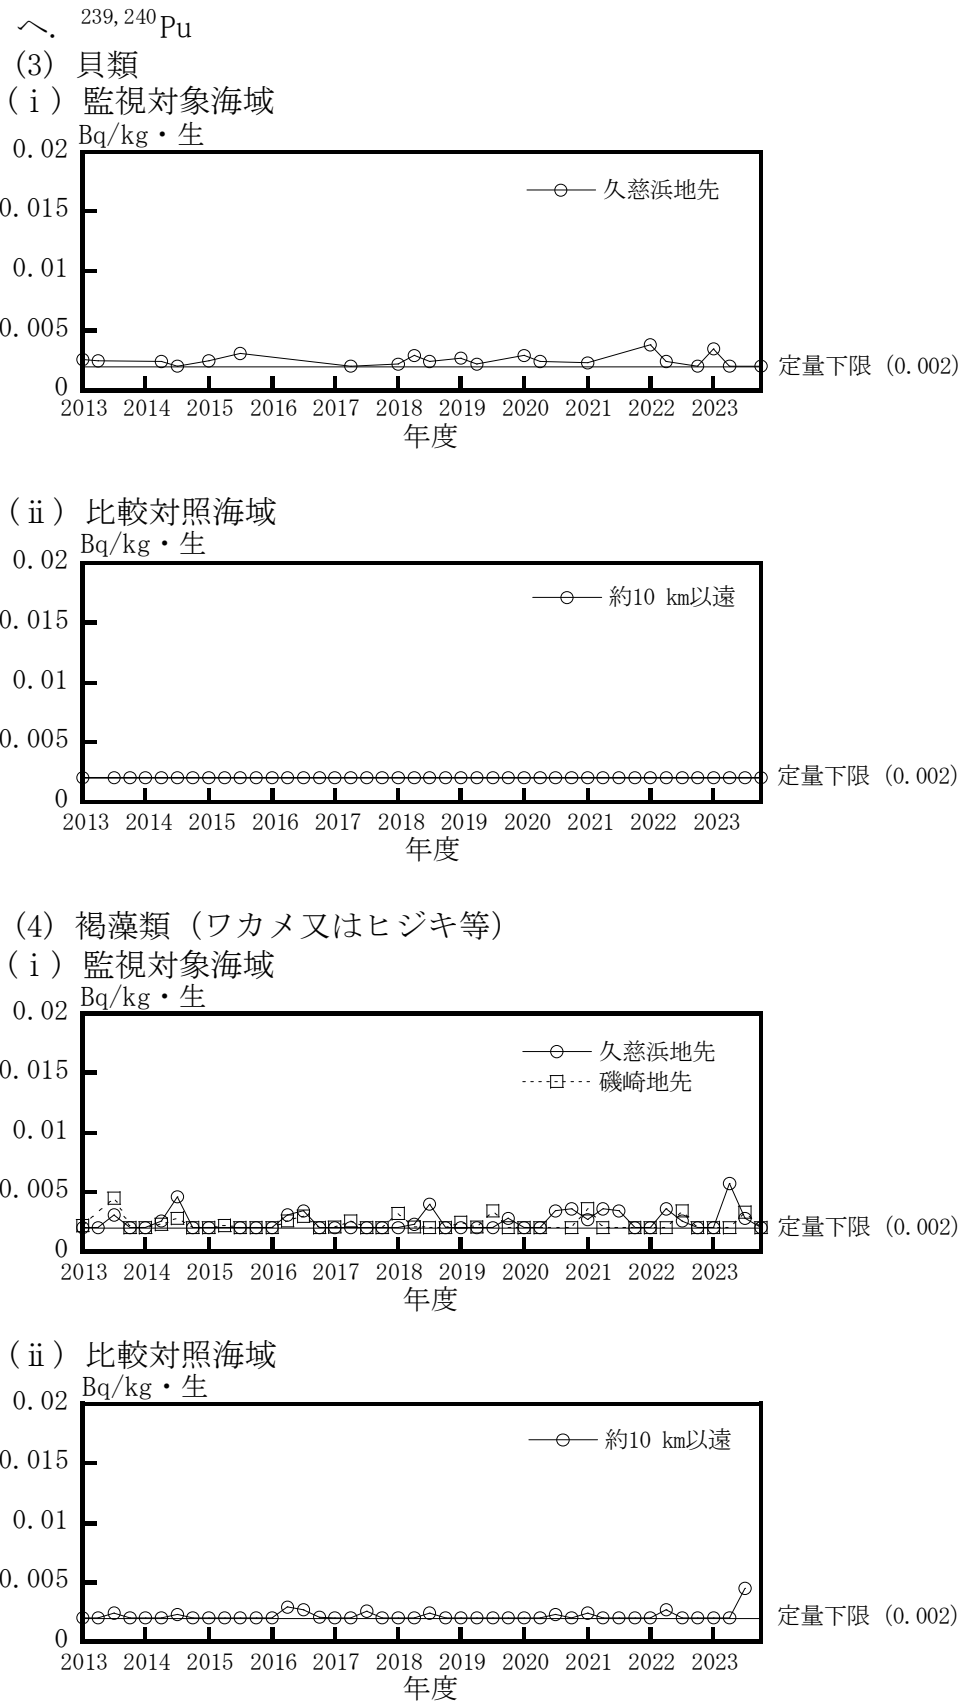 ヘ. 239,240Pu
(3) 貝類
(ⅰ) 監視対象海域
Bq/kg・生
0.02
久慈浜地先
0.015
0.01
0.005
定量下限 (0.002)
0
2013 2014 2015 2016 2017 2018 2019 2020 2021 2022 2023
年度
(ⅱ) 比較対照海域
Bq/kg・生
0.02
約10 km以遠
0.015
0.01
0.005
定量下限 (0.002)
0
2013 2014 2015 2016 2017 2018 2019 2020 2021 2022 2023
年度
(4) 褐藻類 (ワカメ又はヒジキ等)
(ⅰ) 監視対象海域
Bq/kg・生
0.02
久慈浜地先
磯崎地先
0.015
0.01
0.005
定量下限 (0.002)
0
2013 2014 2015 2016 2017 2018 2019 2020 2021 2022 2023
年度
(ⅱ) 比較対照海域
Bq/kg・生
0.02
約10 km以遠
0.015
0.01
0.005
定量下限 (0.002)
0
2013 2014 2015 2016 2017 2018 2019 2020 2021 2022 2023
年度